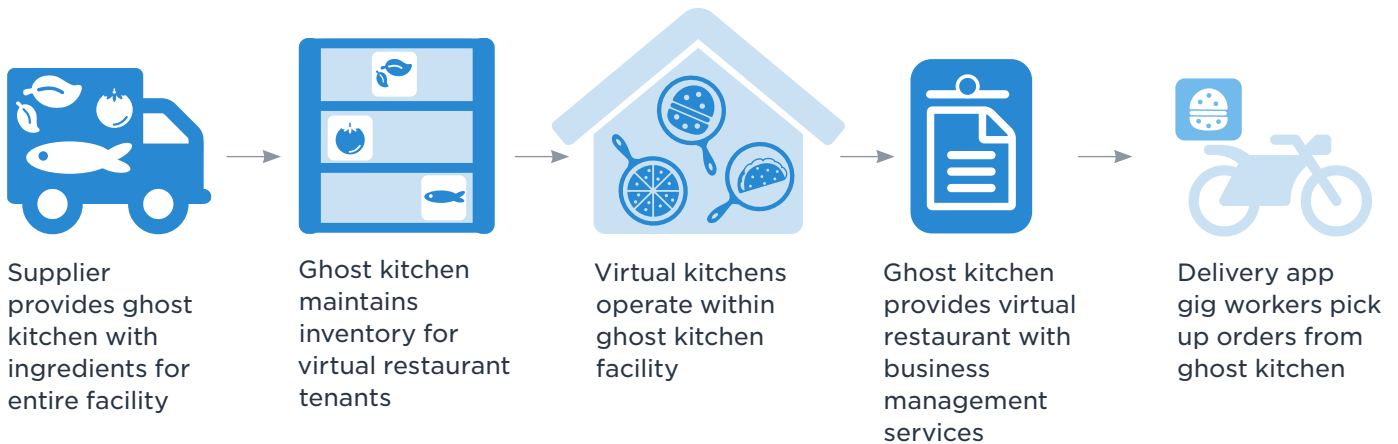 Supplier
provides ghost
kitchen with
ingredients for
entire facility
Ghost kitchen
maintains
inventory for
virtual restaurant
tenants
Virtual kitchens
operate within
ghost kitchen
facility
Ghost kitchen
provides virtual
restaurant with
business
management
services
Delivery app
gig workers pick
up orders from
ghost kitchen